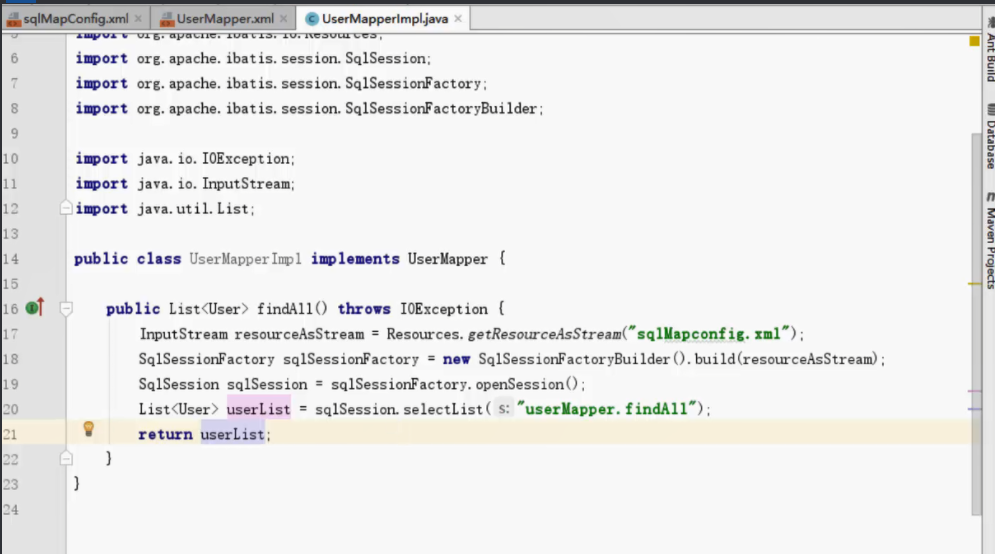 sqlMapConfig.xml × UserMapper.xml × UserMapperImpl.java ×
import org.apache.ibatis.io.Resources;
6 import org.apache.ibatis.session.SqlSession;
7 import org.apache.ibatis.session.SqlSessionFactory;
8 import org.apache.ibatis.session.SqlSessionFactoryBuilder;
9
10 import java.io.IOException;
11 import java.io.InputStream;
12 import java.util.List;
13
14 public class UserMapperImpl implements UserMapper {
15
16 public List<User> findAll() throws IOException {
17 InputStream resourceAsStream = Resources.getResourceAsStream("sqlMapconfig.xml");
18 SqlSessionFactory sqlSessionFactory = new SqlSessionFactoryBuilder().build(resourceAsStream);
19 SqlSession sqlSession = sqlSessionFactory.openSession();
20 List<User> userList = sqlSession.selectList( s: "userMapper.findAll");
21 return userList;
22 }
23 }
24
Ant Build
Database
Maven Projects